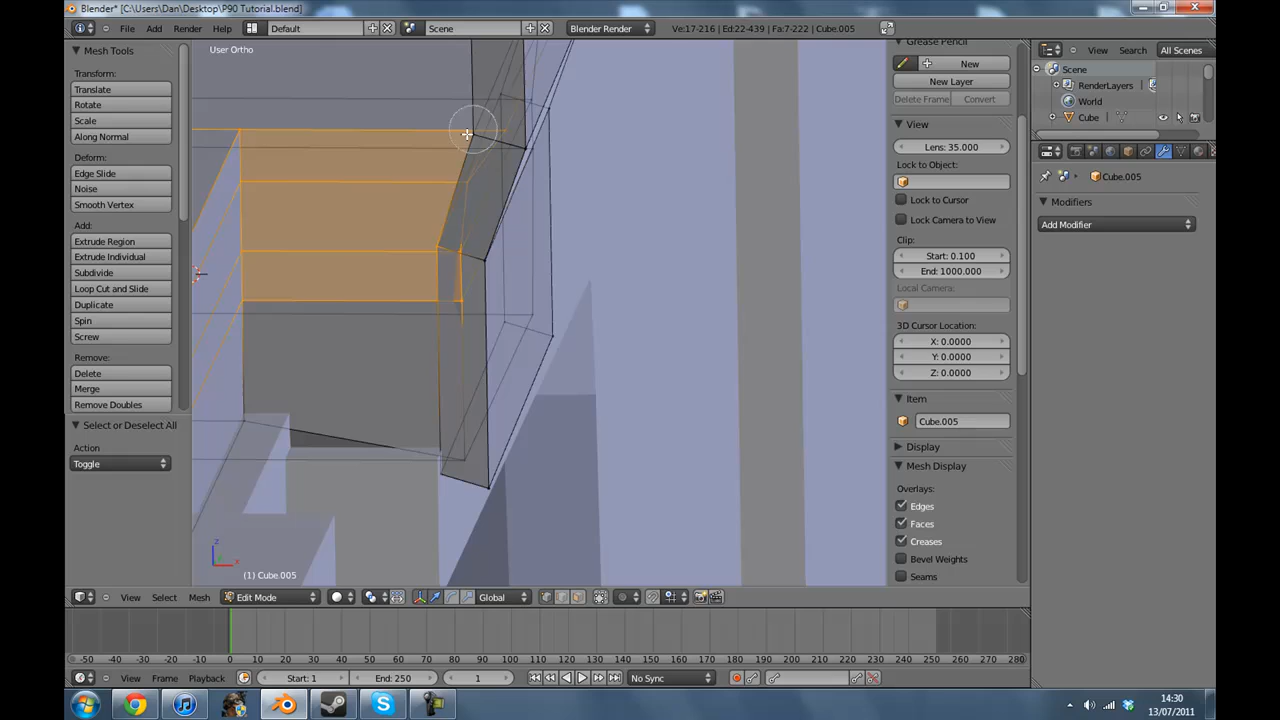 Blender* [C:\Users\Dan\Desktop\P90 Tutorial.blend]
File Add Render Help Default Scene Blender Render Ve:17-216 | Ed:22-439 | Fa:7-222 | Cube.005
Mesh Tools
Transform:
Translate
Rotate
Scale
Along Normal
Deform:
Edge Slide
Noise
Smooth Vertex
Add:
Extrude Region
Extrude Individual
Subdivide
Loop Cut and Slide
Duplicate
Spin
Screw
Remove:
Delete
Merge
Remove Doubles
Select or Deselect All
Action
Toggle
User Ortho
z
x
(1) Cube.005
Grease Pencil
New
New Layer
Delete Frame Convert
View
Lens: 35.000
Lock to Object:
Lock to Cursor
Lock Camera to View
Clip:
Start: 0.100
End: 1000.000
Local Camera:
3D Cursor Location:
X: 0.0000
Y: 0.0000
Z: 0.0000
Item
Cube.005
Display
Mesh Display
Overlays:
Edges
Faces
Creases
Bevel Weights
Seams
View Search All Scenes
Scene
RenderLayers
World
Cube
Cube.005
Modifiers
Add Modifier
View Select Mesh Edit Mode Global
-50 -40 -30 -20 -10 0 10 20 30 40 50 60 70 80 90 100 110 120 130 140 150 160 170 180 190 200 210 220 230 240 250 260 270 280
View Frame Playback Start: 1 End: 250 1 No Sync
14:30
13/07/2011